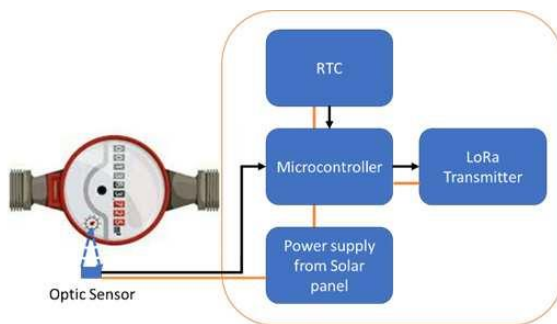 RTC
Microcontroller
LoRa
Transmitter
Power supply
from Solar
panel
Optic Sensor